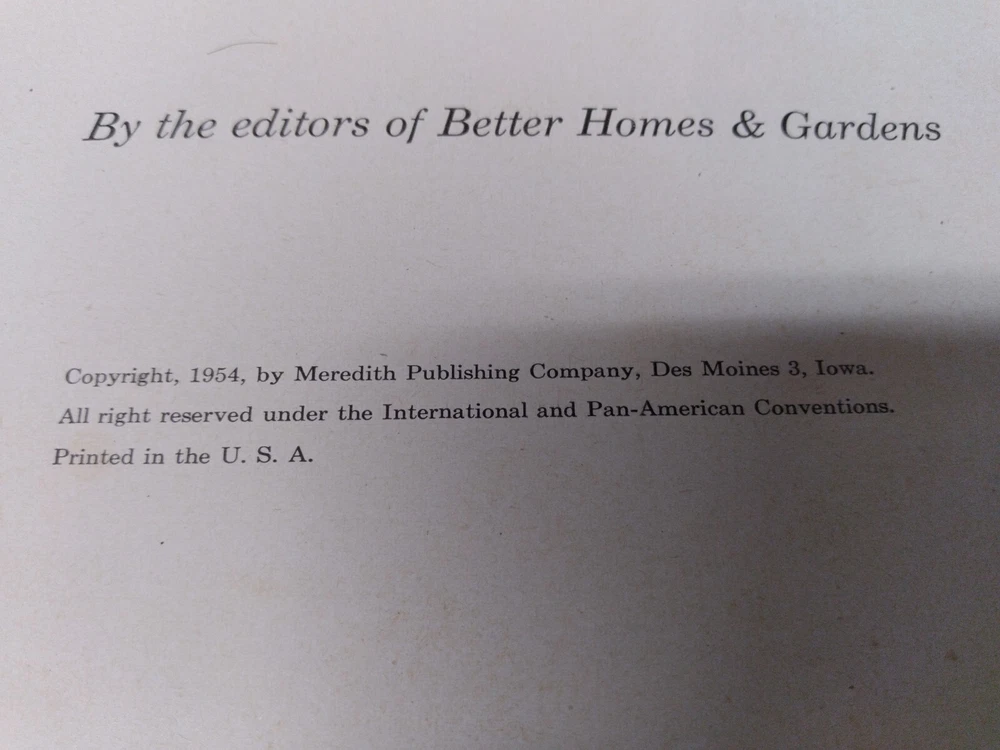 By the editors of Better Homes & Gardens
Copyright, 1954, by Meredith Publishing Company, Des Moines 3, Iowa.
All right reserved under the International and Pan-American Conventions.
Printed in the U. S. A.